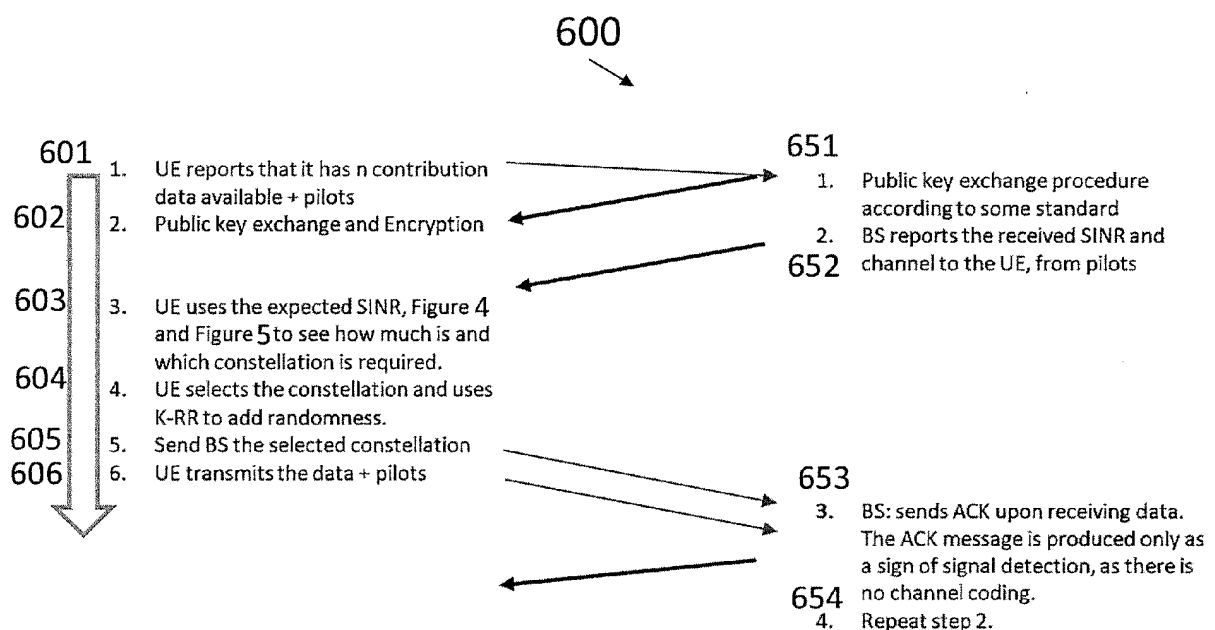 600
601
1. UE reports that it has n contribution
data available + pilots
602
2. Public key exchange and Encryption
603
3. UE uses the expected SINR, Figure 4
and Figure 5 to see how much is and
which constellation is required.
604
4. UE selects the constellation and uses
K-RR to add randomness.
605
5. Send BS the selected constellation
606
6. UE transmits the data + pilots
651
1. Public key exchange procedure
according to some standard
2. BS reports the received SINR and
652
channel to the UE, from pilots
653
3. BS: sends ACK upon receiving data.
The ACK message is produced only as
a sign of signal detection, as there is
no channel coding.
654
4. Repeat step 2.